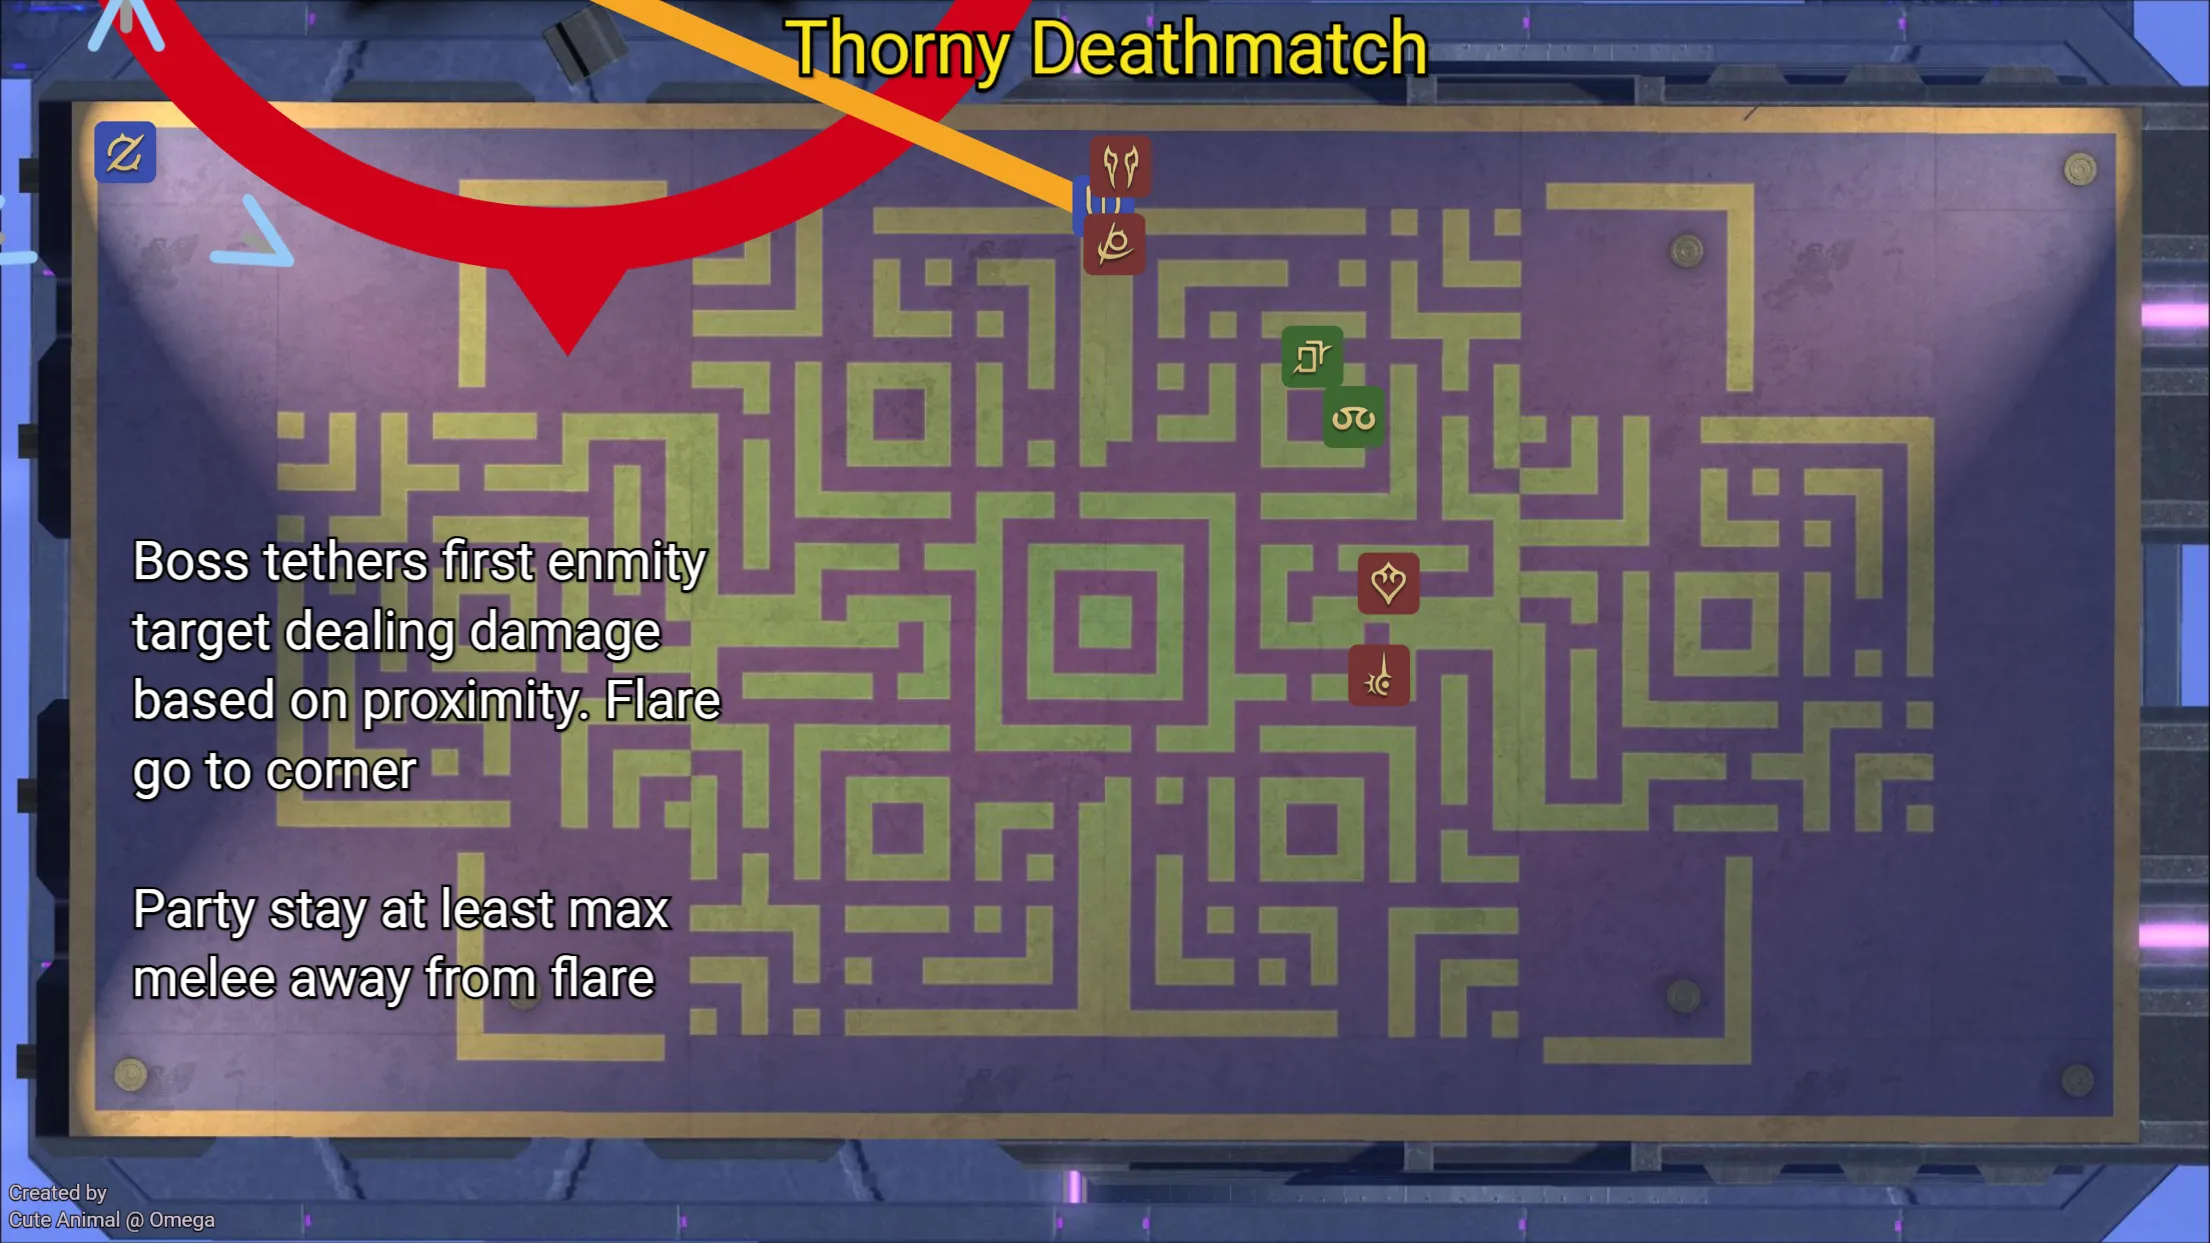 Thorny Deathmatch
Boss tethers first enmity
target dealing damage
based on proximity. Flare
go to corner
Party stay at least max
melee away from flare
Created by
Cute Animal @ Omega